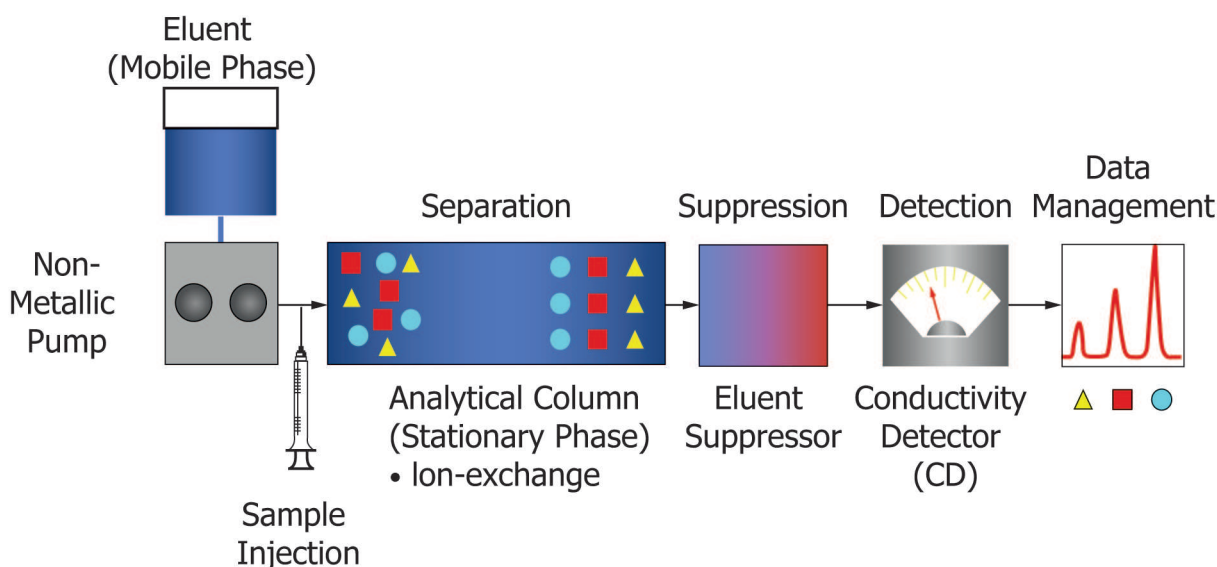 Eluent
(Mobile Phase)
Non-
Metallic
Pump
Sample
Injection
Separation
Analytical Column
(Stationary Phase)
• Ion-exchange
Suppression
Eluent
Suppressor
Detection
Conductivity
Detector
(CD)
Data
Management